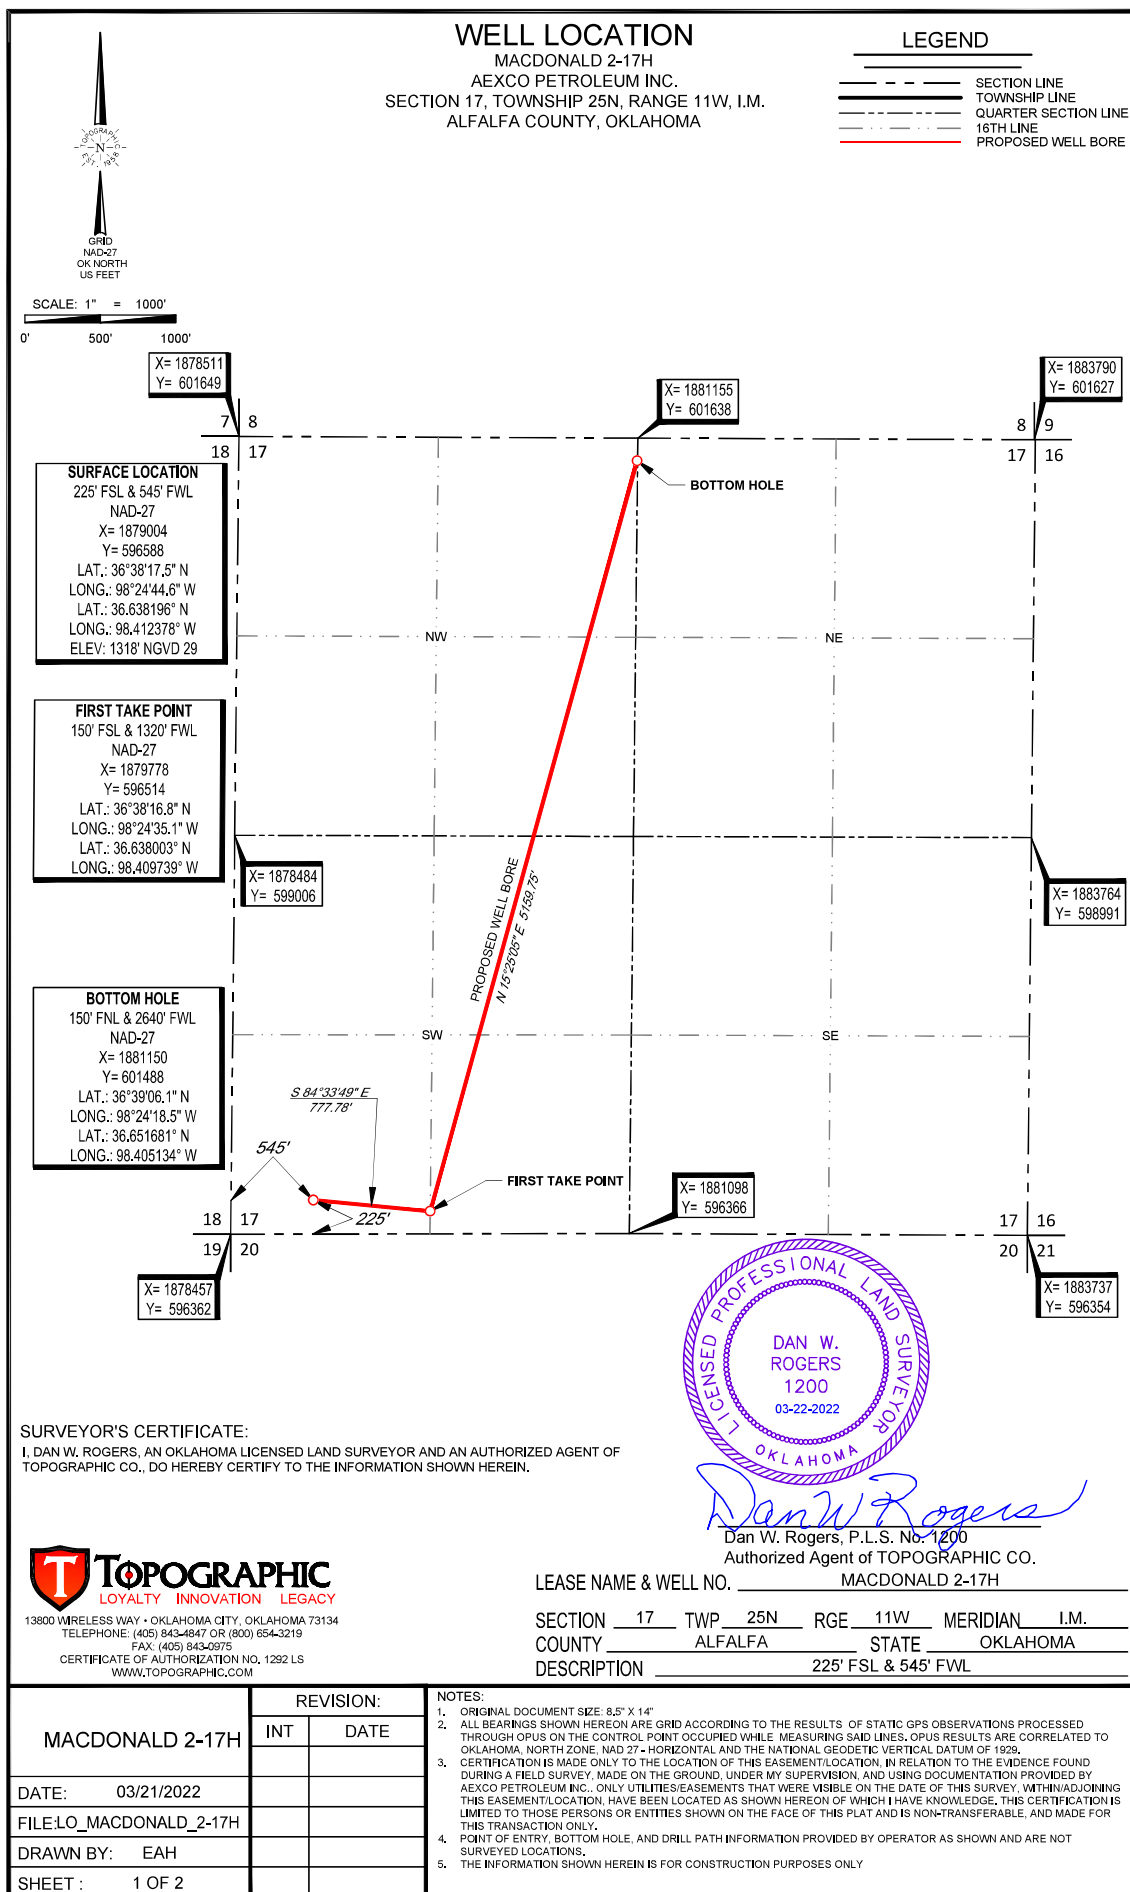 WELL LOCATION
MACDONALD 2-17H
AEXCO PETROLEUM INC.
SECTION 17, TOWNSHIP 25N, RANGE 11W, I.M.
ALFALFA COUNTY, OKLAHOMA
LEGEND
SECTION LINE
TOWNSHIP LINE
QUARTER SECTION LINE
16TH LINE
PROPOSED WELL BORE
TOPOGRAPHIC
N
EST. 1958
GRID
NAD-27
OK NORTH
US FEET
SCALE: 1" = 1000'
0' 500' 1000'
X= 1878511
Y= 601649
X= 1881155
Y= 601638
X= 1883790
Y= 601627
7 8
18 17
8 9
17 16
SURFACE LOCATION
225' FSL & 545' FWL
NAD-27
X= 1879004
Y= 596588
LAT.: 36°38'17.5" N
LONG.: 98°24'44.6" W
LAT.: 36.638196° N
LONG.: 98.412378° W
ELEV: 1318' NGVD 29
BOTTOM HOLE
NW
NE
FIRST TAKE POINT
150' FSL & 1320' FWL
NAD-27
X= 1879778
Y= 596514
LAT.: 36°38'16.8" N
LONG.: 98°24'35.1" W
LAT.: 36.638003° N
LONG.: 98.409739° W
X= 1878484
Y= 599006
X= 1883764
Y= 598991
PROPOSED WELL BORE
N 15°25'05" E 5159.75'
BOTTOM HOLE
150' FNL & 2640' FWL
NAD-27
X= 1881150
Y= 601488
LAT.: 36°39'06.1" N
LONG.: 98°24'18.5" W
LAT.: 36.651681° N
LONG.: 98.405134° W
SW
SE
S 84°33'49" E
777.78'
545'
225'
FIRST TAKE POINT
X= 1881098
Y= 596366
18 17
19 20
17 16
20 21
X= 1878457
Y= 596362
X= 1883737
Y= 596354
LICENSED PROFESSIONAL LAND SURVEYOR
DAN W.
ROGERS
1200
03-22-2022
OKLAHOMA
SURVEYOR'S CERTIFICATE:
I, DAN W. ROGERS, AN OKLAHOMA LICENSED LAND SURVEYOR AND AN AUTHORIZED AGENT OF
TOPOGRAPHIC CO., DO HEREBY CERTIFY TO THE INFORMATION SHOWN HEREIN.
Dan W Rogers
Dan W. Rogers, P.L.S. No. 1200
Authorized Agent of TOPOGRAPHIC CO.
T TOPOGRAPHIC
LOYALTY INNOVATION LEGACY
13800 WIRELESS WAY • OKLAHOMA CITY, OKLAHOMA 73134
TELEPHONE: (405) 843-4847 OR (800) 654-3219
FAX: (405) 843-0975
CERTIFICATE OF AUTHORIZATION NO. 1292 LS
WWW.TOPOGRAPHIC.COM
LEASE NAME & WELL NO. MACDONALD 2-17H
SECTION 17 TWP 25N RGE 11W MERIDIAN I.M.
COUNTY ALFALFA STATE OKLAHOMA
DESCRIPTION 225' FSL & 545' FWL
MACDONALD 2-17H
REVISION:
INT DATE
DATE: 03/21/2022
FILE:LO_MACDONALD_2-17H
DRAWN BY: EAH
SHEET : 1 OF 2
NOTES:
1. ORIGINAL DOCUMENT SIZE: 8.5" X 14"
2. ALL BEARINGS SHOWN HEREON ARE GRID ACCORDING TO THE RESULTS OF STATIC GPS OBSERVATIONS PROCESSED
THROUGH OPUS ON THE CONTROL POINT OCCUPIED WHILE MEASURING SAID LINES. OPUS RESULTS ARE CORRELATED TO
OKLAHOMA, NORTH ZONE, NAD 27 - HORIZONTAL AND THE NATIONAL GEODETIC VERTICAL DATUM OF 1929.
3. CERTIFICATION IS MADE ONLY TO THE LOCATION OF THIS EASEMENT/LOCATION, IN RELATION TO THE EVIDENCE FOUND
DURING A FIELD SURVEY, MADE ON THE GROUND, UNDER MY SUPERVISION, AND USING DOCUMENTATION PROVIDED BY
AEXCO PETROLEUM INC.. ONLY UTILITIES/EASEMENTS THAT WERE VISIBLE ON THE DATE OF THIS SURVEY, WITHIN/ADJOINING
THIS EASEMENT/LOCATION, HAVE BEEN LOCATED AS SHOWN HEREON OF WHICH I HAVE KNOWLEDGE. THIS CERTIFICATION IS
LIMITED TO THOSE PERSONS OR ENTITIES SHOWN ON THE FACE OF THIS PLAT AND IS NON-TRANSFERABLE, AND MADE FOR
THIS TRANSACTION ONLY.
4. POINT OF ENTRY, BOTTOM HOLE, AND DRILL PATH INFORMATION PROVIDED BY OPERATOR AS SHOWN AND ARE NOT
SURVEYED LOCATIONS.
5. THE INFORMATION SHOWN HEREIN IS FOR CONSTRUCTION PURPOSES ONLY